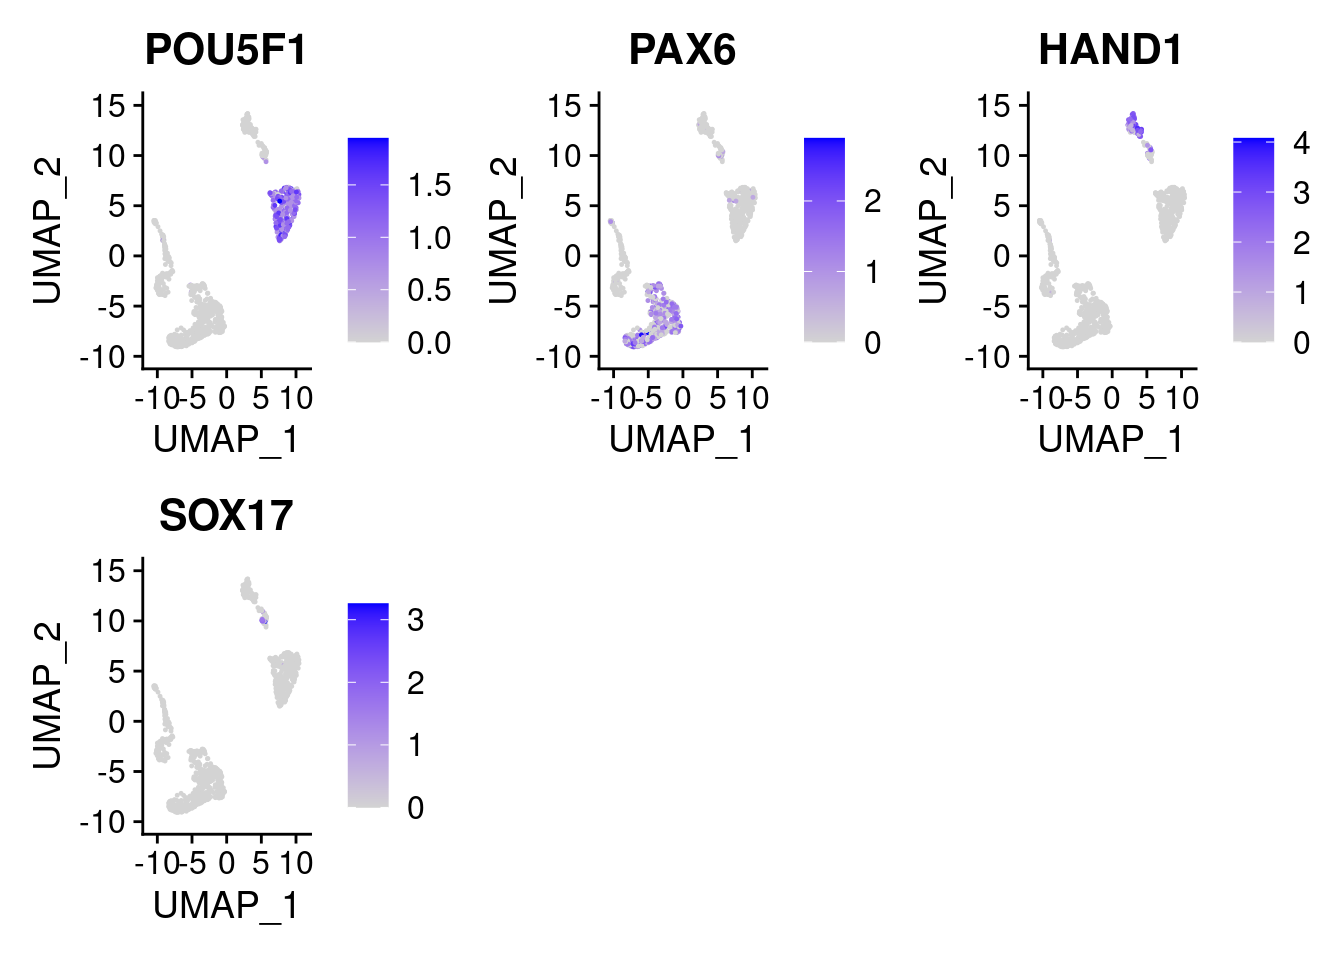 POU5F1 PAX6 HAND1
UMAP_2 15 10 5 0 -5 -10 1.5 1.0 0.5 0.0 UMAP_2 15 10 5 0 -5 -10 2 1 0 UMAP_2 15 10 5 0 -5 -10 4 3 2 1 0
-10 -5 0 5 10 -10 -5 0 5 10 -10 -5 0 5 10
UMAP_1 UMAP_1 UMAP_1
SOX17
UMAP_2 15 10 5 0 -5 -10 3 2 1 0
-10 -5 0 5 10
UMAP_1